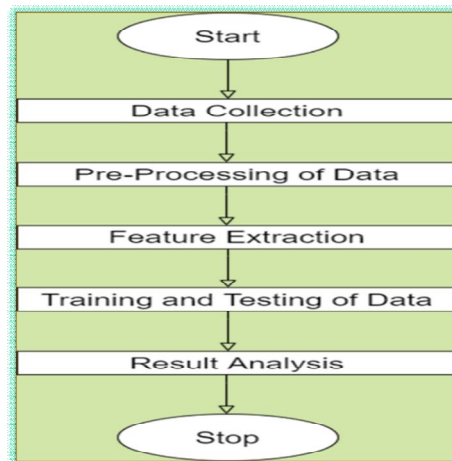 Start
Data Collection
Pre-Processing of Data
Feature Extraction
Training and Testing of Data
Result Analysis
Stop